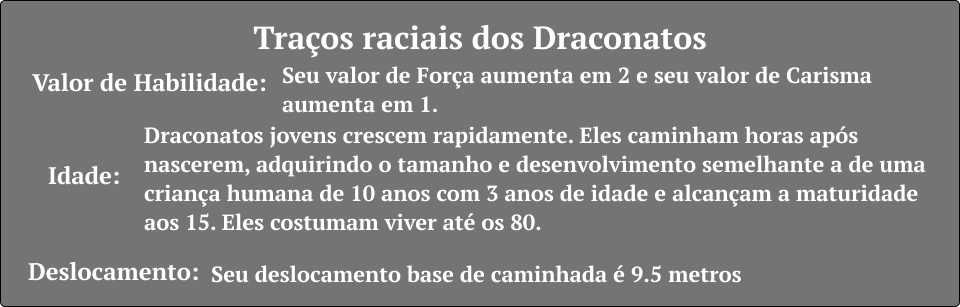 Traços raciais dos Draconatos
Valor de Habilidade: Seu valor de Força aumenta em 2 e seu valor de Carisma
aumenta em 1.
Draconatos jovens crescem rapidamente. Eles caminham horas após
nascerem, adquirindo o tamanho e desenvolvimento semelhante a de uma
Idade: criança humana de 10 anos com 3 anos de idade e alcançam a maturidade
aos 15. Eles costumam viver até os 80.
Deslocamento: Seu deslocamento base de caminhada é 9.5 metros